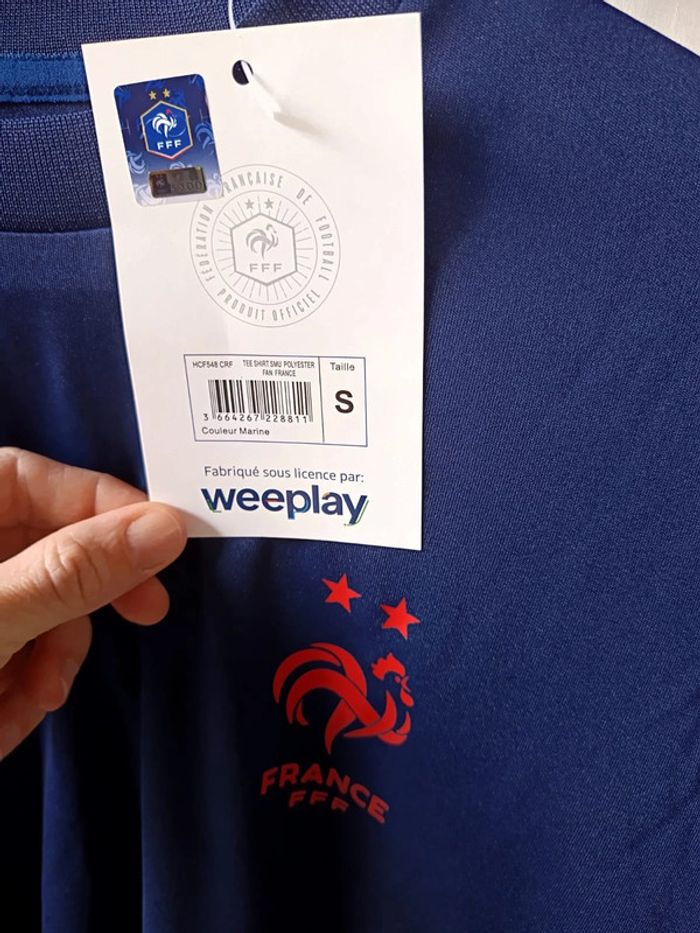 FFF
FÉDÉRATION FRANÇAISE DE FOOTBALL
FFF
PRODUIT OFFICIEL
HCF548 CRF TEE SHIRT SMU POLYESTER
FAN FRANCE
Taille
S
3 664267 228811
Couleur Marine
Fabriqué sous licence par:
weeplay
FRANCE
FFF